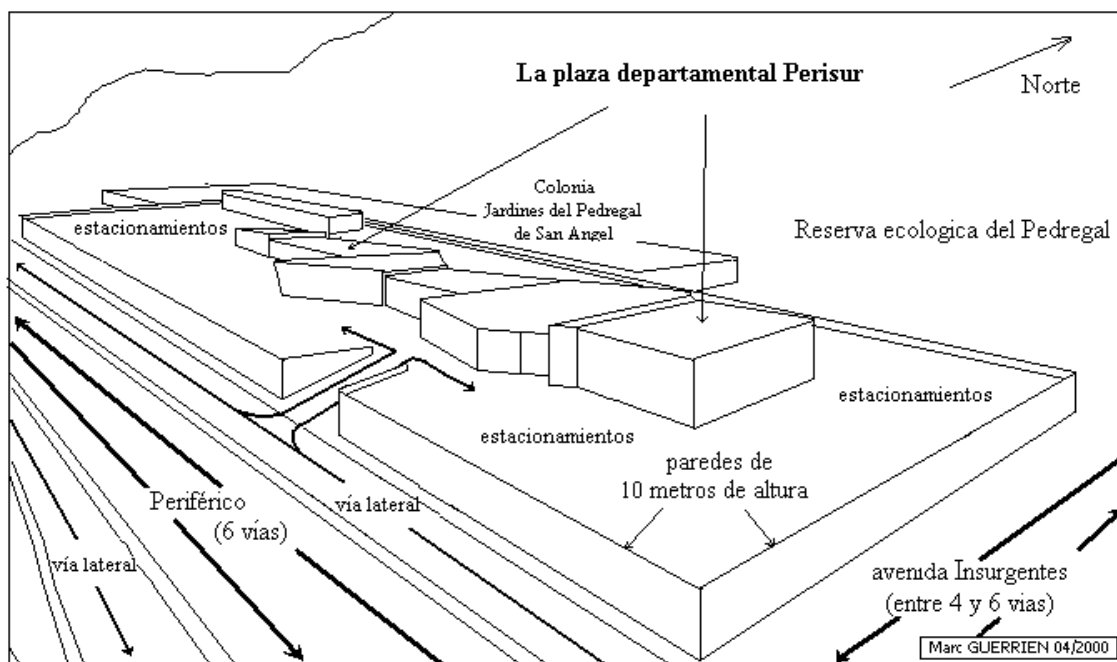 La plaza departamental Perisur
Norte
Colonia
Jardines del Pedregal
de San Angel
estacionamientos
Reserva ecologica del Pedregal
estacionamientos
estacionamientos
paredes de
10 metros de altura
Periférico
(6 vías)
vía lateral
vía lateral
avenida Insurgentes
(entre 4 y 6 vias)
Marc GUERRIEN 04/2000